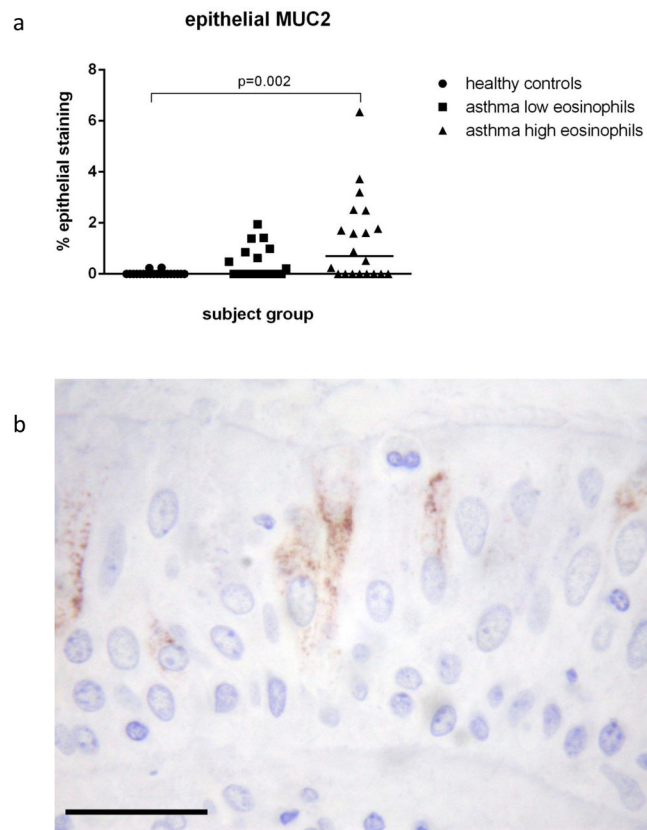 a
epithelial MUC2
p=0.002
healthy controls
asthma low eosinophils
asthma high eosinophils
8
6
4
2
0
% epithelial staining
subject group
b